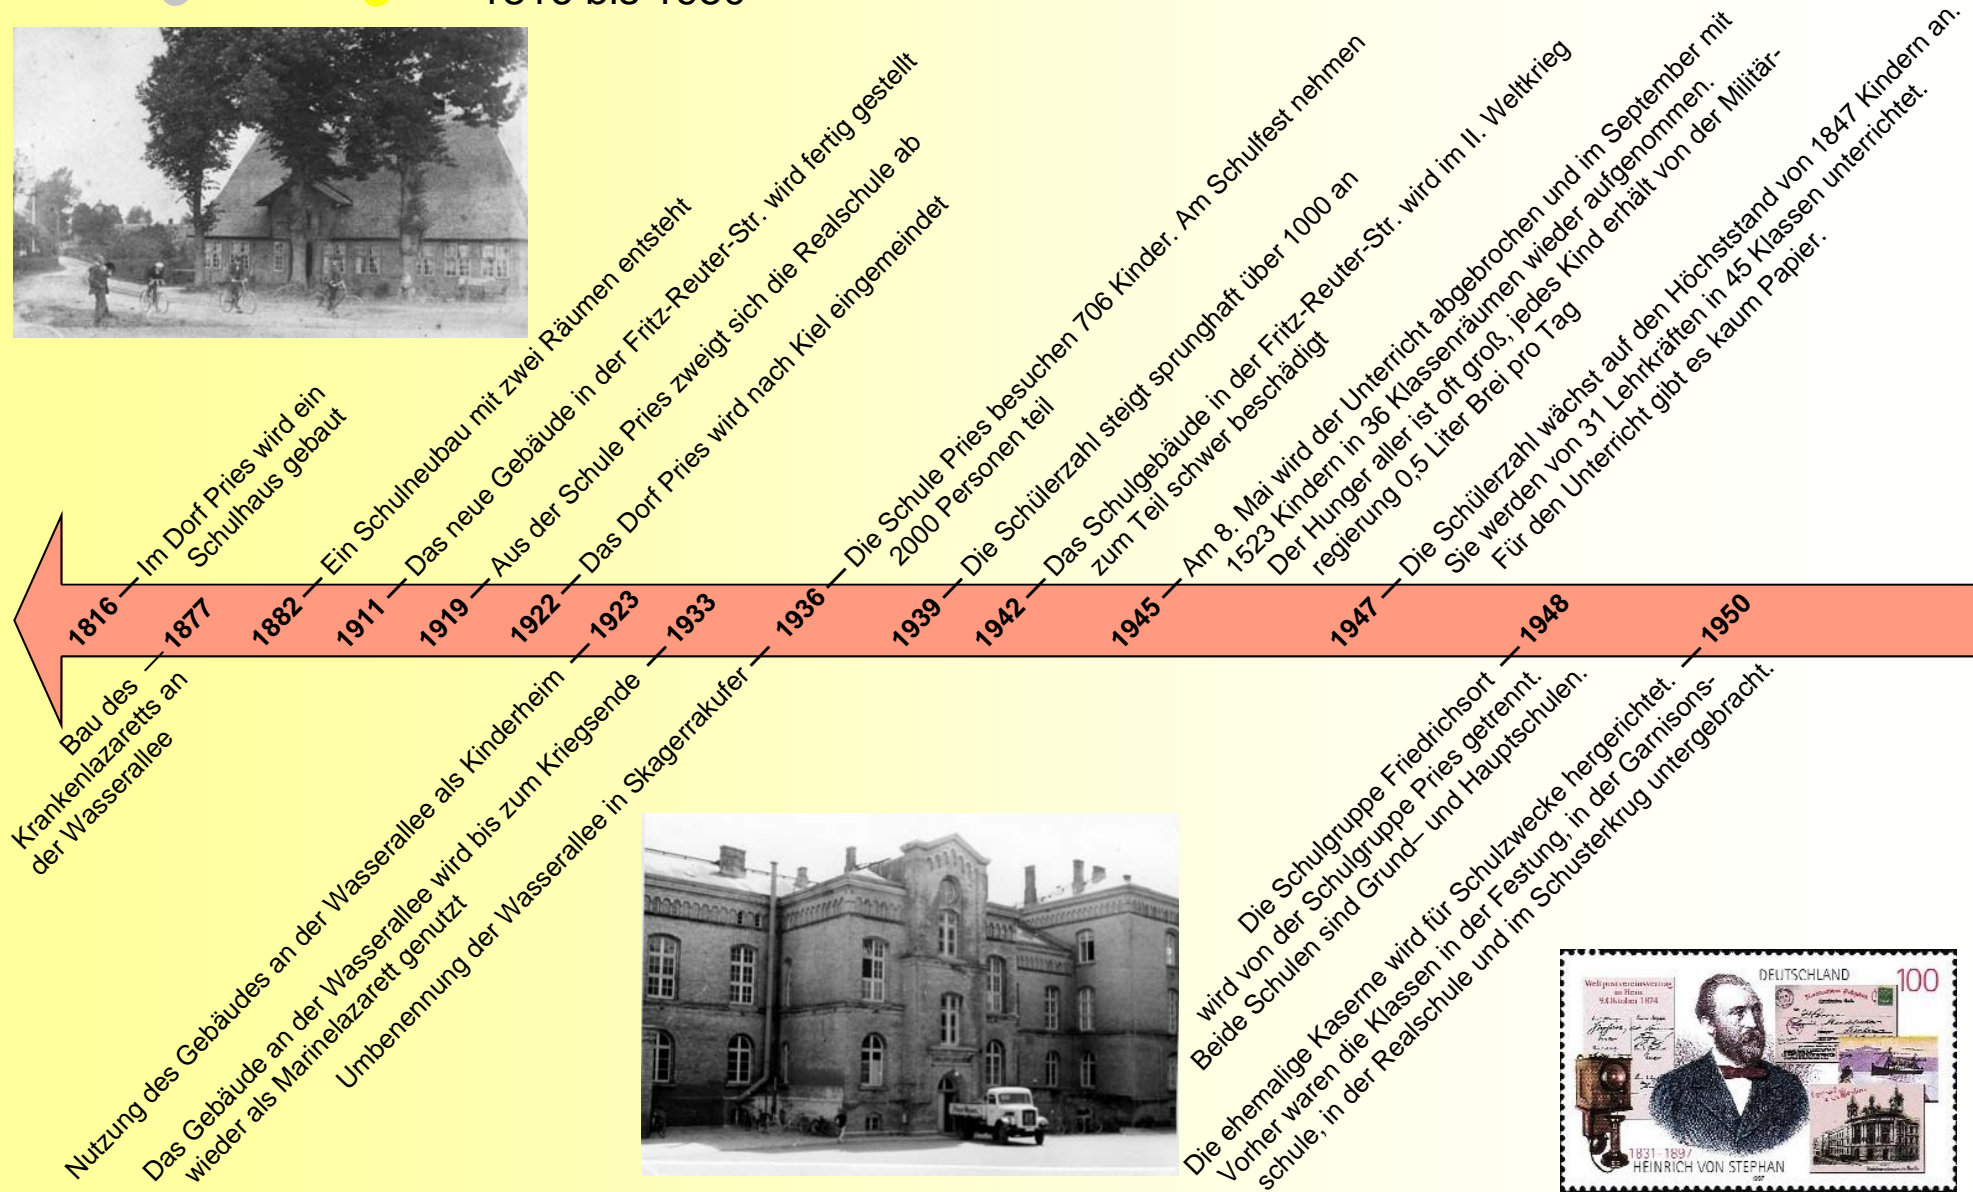 1816 bis 1950
1816 – Im Dorf Pries wird ein
Schulhaus gebaut
1882 – Ein Schulneubau mit zwei Räumen entsteht
1911 – Das neue Gebäude in der Fritz-Reuter-Str. wird fertig gestellt
1919 – Aus der Schule Pries zweigt sich die Realschule ab
1922 – Das Dorf Pries wird nach Kiel eingemeindet
1936 – Die Schule Pries besuchen 706 Kinder. Am Schulfest nehmen
2000 Personen teil
1939 – Die Schülerzahl steigt sprunghaft über 1000 an
1942 – Das Schulgebäude in der Fritz-Reuter-Str. wird im II. Weltkrieg
zum Teil schwer beschädigt
1945 – Am 8. Mai wird der Unterricht abgebrochen und im September mit
1523 Kindern in 36 Klassenräumen wieder aufgenommen.
Der Hunger aller ist oft groß, jedes Kind erhält von der Militär-
regierung 0,5 Liter Brei pro Tag
1947 – Die Schülerzahl wächst auf den Höchststand von 1847 Kindern an.
Sie werden von 31 Lehrkräften in 45 Klassen unterrichtet.
Für den Unterricht gibt es kaum Papier.
Bau des — 1877
Krankenlazaretts an
der Wasserallee
Nutzung des Gebäudes an der Wasserallee als Kinderheim — 1923
Das Gebäude an der Wasserallee wird bis zum Kriegsende — 1933
wieder als Marinelazarett genutzt
Umbenennung der Wasserallee in Skagerrakufer —
Die Schulgruppe Friedrichsort — 1948
wird von der Schulgruppe Pries getrennt.
Beide Schulen sind Grund– und Hauptschulen.
Die ehemalige Kaserne wird für Schulzwecke hergerichtet. — 1950
Vorher waren die Klassen in der Festung, in der Garnisons-
schule, in der Realschule und im Schusterkrug untergebracht.
DEUTSCHLAND 100
Weltpostvereinsvertrag
zu Bern
9.Oktober 1874
1831-1897
HEINRICH VON STEPHAN
1997